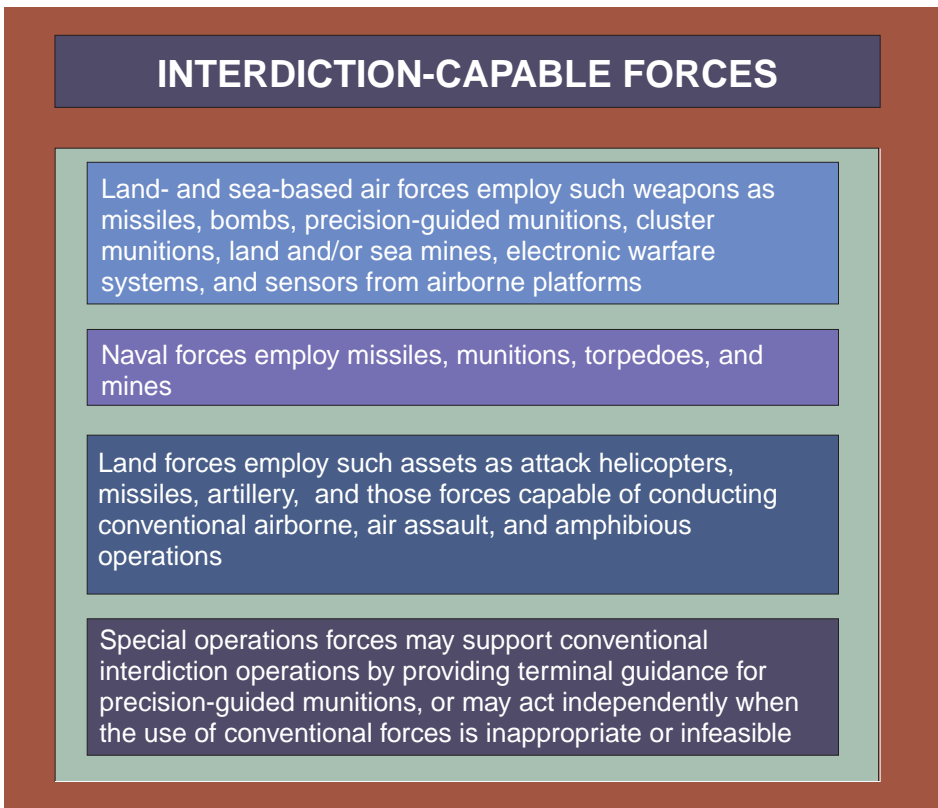 INTERDICTION-CAPABLE FORCES
Land- and sea-based air forces employ such weapons as
missiles, bombs, precision-guided munitions, cluster
munitions, land and/or sea mines, electronic warfare
systems, and sensors from airborne platforms
Naval forces employ missiles, munitions, torpedoes, and
mines
Land forces employ such assets as attack helicopters,
missiles, artillery,  and those forces capable of conducting
conventional airborne, air assault, and amphibious
operations
Special operations forces may support conventional
interdiction operations by providing terminal guidance for
precision-guided munitions, or may act independently when
the use of conventional forces is inappropriate or infeasible